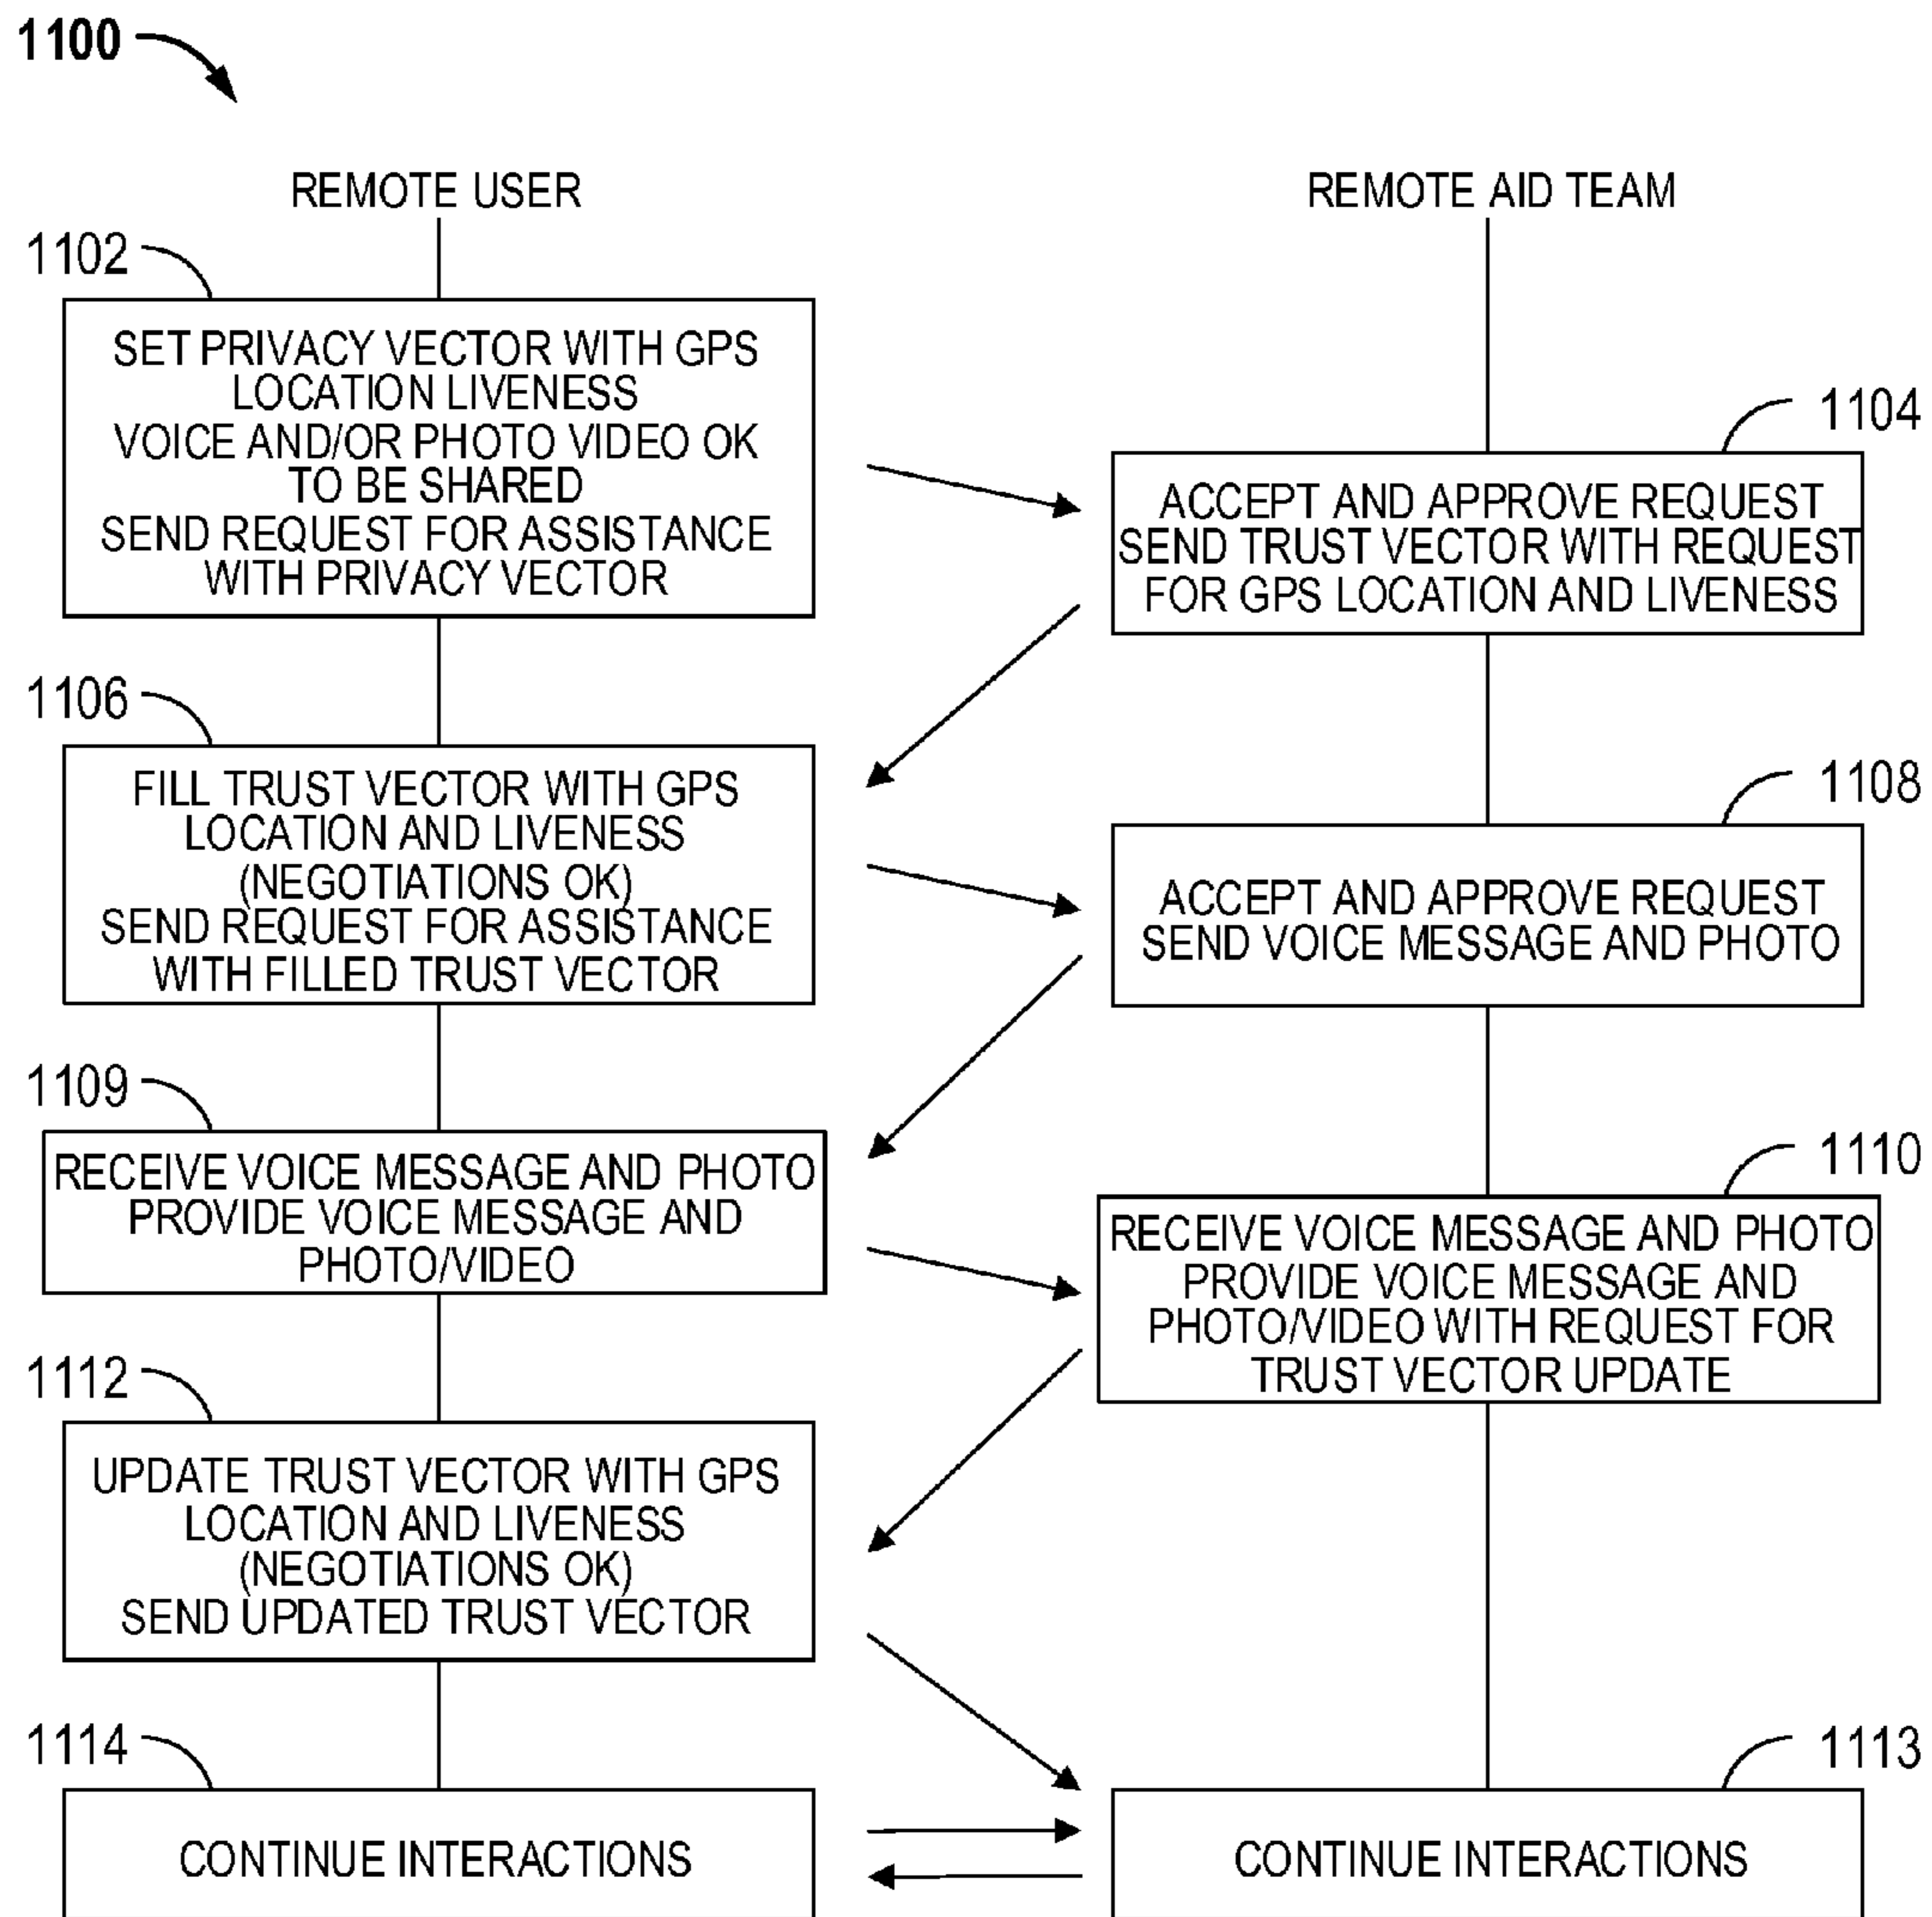 1100
REMOTE USER
REMOTE AID TEAM
1102
SET PRIVACY VECTOR WITH GPS
LOCATION LIVENESS
VOICE AND/OR PHOTO VIDEO OK
TO BE SHARED
SEND REQUEST FOR ASSISTANCE
WITH PRIVACY VECTOR
1104
ACCEPT AND APPROVE REQUEST
SEND TRUST VECTOR WITH REQUEST
FOR GPS LOCATION AND LIVENESS
1106
FILL TRUST VECTOR WITH GPS
LOCATION AND LIVENESS
(NEGOTIATIONS OK)
SEND REQUEST FOR ASSISTANCE
WITH FILLED TRUST VECTOR
1108
ACCEPT AND APPROVE REQUEST
SEND VOICE MESSAGE AND PHOTO
1109
RECEIVE VOICE MESSAGE AND PHOTO
PROVIDE VOICE MESSAGE AND
PHOTO/VIDEO
1110
RECEIVE VOICE MESSAGE AND PHOTO
PROVIDE VOICE MESSAGE AND
PHOTO/VIDEO WITH REQUEST FOR
TRUST VECTOR UPDATE
1112
UPDATE TRUST VECTOR WITH GPS
LOCATION AND LIVENESS
(NEGOTIATIONS OK)
SEND UPDATED TRUST VECTOR
1114
CONTINUE INTERACTIONS
1113
CONTINUE INTERACTIONS